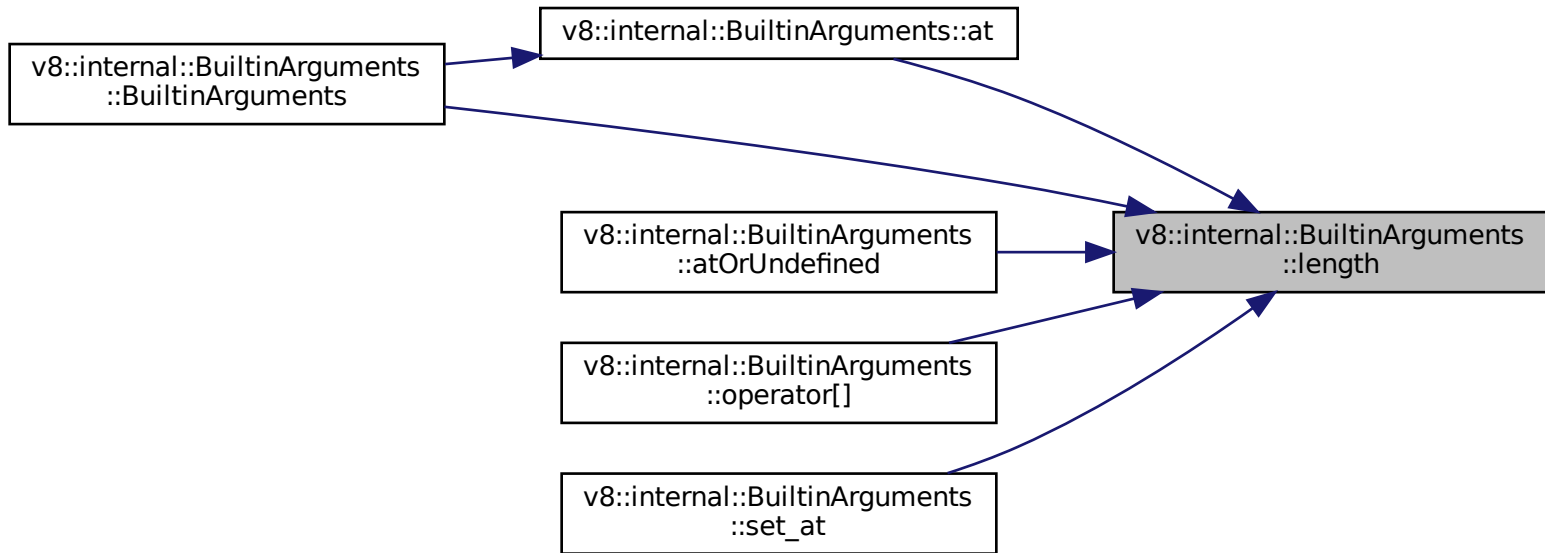 v8::internal::BuiltinArguments::at
v8::internal::BuiltinArguments
::BuiltinArguments
v8::internal::BuiltinArguments
::atOrUndefined
v8::internal::BuiltinArguments
::length
v8::internal::BuiltinArguments
::operator[]
v8::internal::BuiltinArguments
::set_at